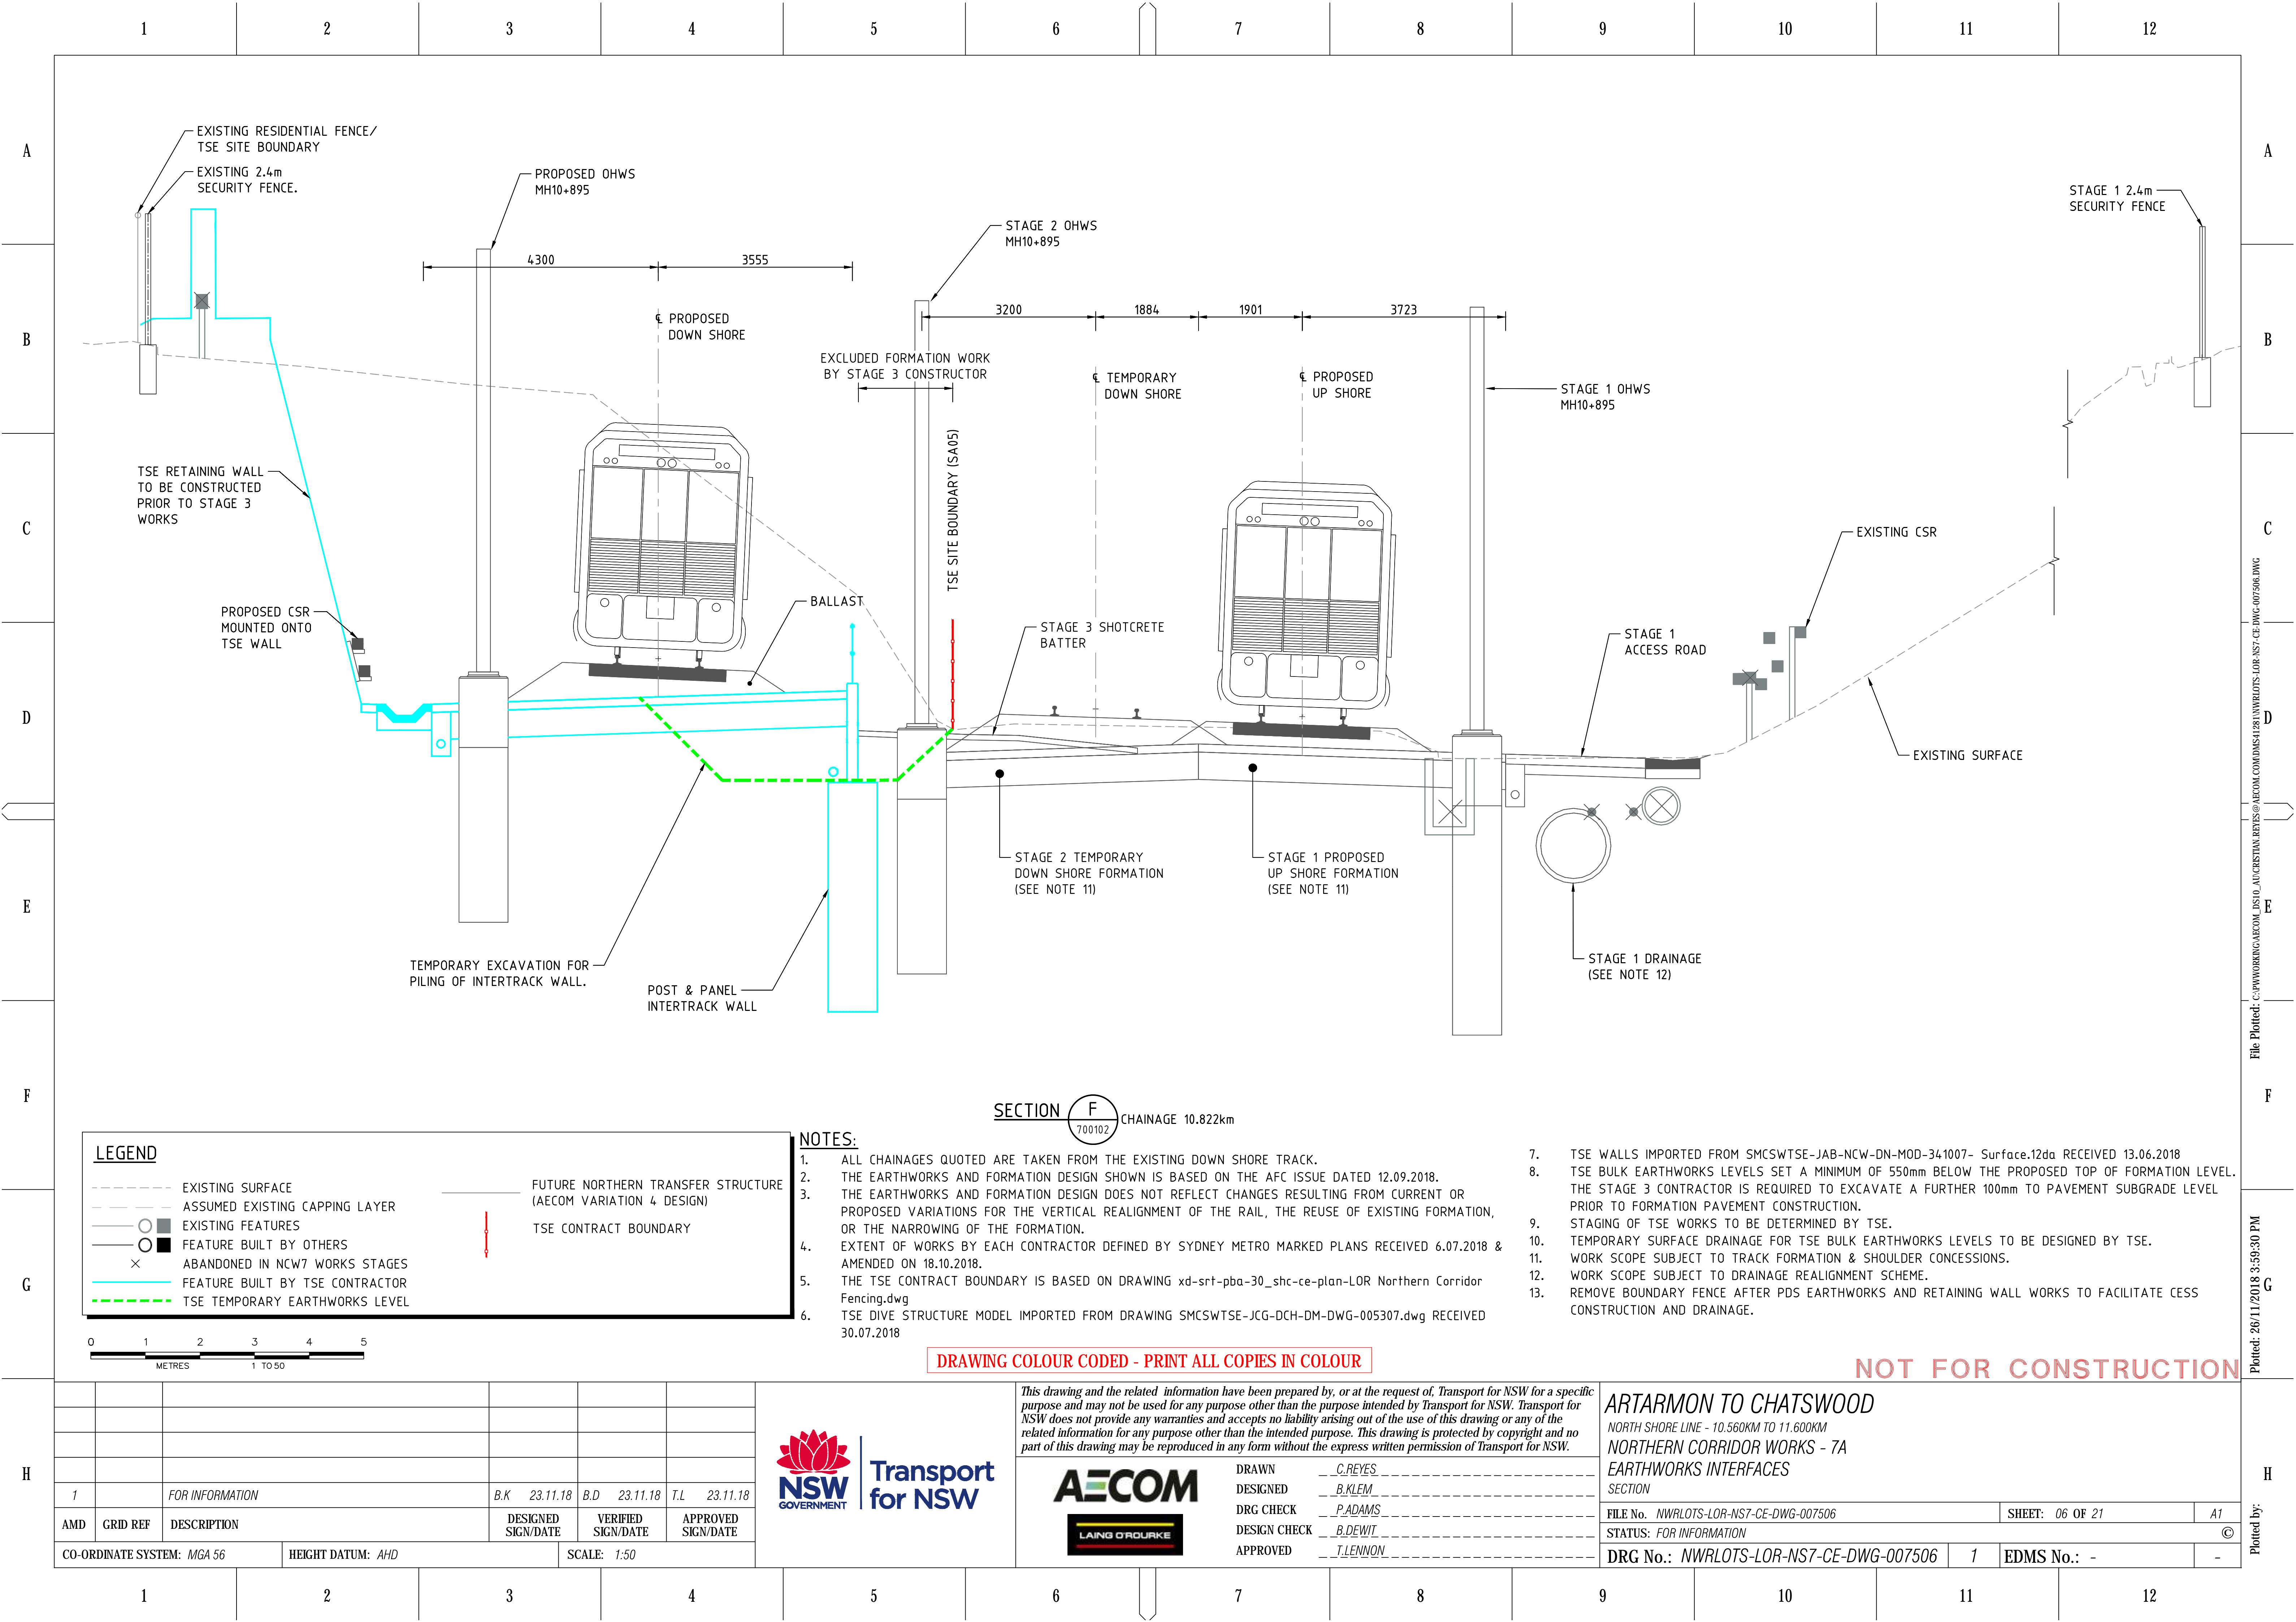 1 2 3 4 5 6 7 8 9 10 11 12
A A
B B
C C
D D
E E
F F
G G
H H
EXISTING RESIDENTIAL FENCE/
TSE SITE BOUNDARY
EXISTING 2.4m
SECURITY FENCE.
PROPOSED OHWS
MH10+895
STAGE 2 OHWS
MH10+895
STAGE 1 2.4m
SECURITY FENCE
4300
3555
3200
1884
1901
3723
℄ PROPOSED
DOWN SHORE
EXCLUDED FORMATION WORK
BY STAGE 3 CONSTRUCTOR
℄ TEMPORARY
DOWN SHORE
℄ PROPOSED
UP SHORE
STAGE 1 OHWS
MH10+895
TSE SITE BOUNDARY (SA05)
TSE RETAINING WALL
TO BE CONSTRUCTED
PRIOR TO STAGE 3
WORKS
EXISTING CSR
PROPOSED CSR
MOUNTED ONTO
TSE WALL
BALLAST
STAGE 3 SHOTCRETE
BATTER
STAGE 1
ACCESS ROAD
EXISTING SURFACE
STAGE 2 TEMPORARY
DOWN SHORE FORMATION
(SEE NOTE 11)
STAGE 1 PROPOSED
UP SHORE FORMATION
(SEE NOTE 11)
TEMPORARY EXCAVATION FOR
PILING OF INTERTRACK WALL.
POST & PANEL
INTERTRACK WALL
STAGE 1 DRAINAGE
(SEE NOTE 12)
SECTION F CHAINAGE 10.822km
700102
LEGEND
EXISTING SURFACE
ASSUMED EXISTING CAPPING LAYER
EXISTING FEATURES
FEATURE BUILT BY OTHERS
ABANDONED IN NCW7 WORKS STAGES
FEATURE BUILT BY TSE CONTRACTOR
TSE TEMPORARY EARTHWORKS LEVEL
FUTURE NORTHERN TRANSFER STRUCTURE
(AECOM VARIATION 4 DESIGN)
TSE CONTRACT BOUNDARY
0 1 2 3 4 5
METRES 1 TO 50
NOTES:
1. ALL CHAINAGES QUOTED ARE TAKEN FROM THE EXISTING DOWN SHORE TRACK.
2. THE EARTHWORKS AND FORMATION DESIGN SHOWN IS BASED ON THE AFC ISSUE DATED 12.09.2018.
3. THE EARTHWORKS AND FORMATION DESIGN DOES NOT REFLECT CHANGES RESULTING FROM CURRENT OR
PROPOSED VARIATIONS FOR THE VERTICAL REALIGNMENT OF THE RAIL, THE REUSE OF EXISTING FORMATION,
OR THE NARROWING OF THE FORMATION.
4. EXTENT OF WORKS BY EACH CONTRACTOR DEFINED BY SYDNEY METRO MARKED PLANS RECEIVED 6.07.2018 &
AMENDED ON 18.10.2018.
5. THE TSE CONTRACT BOUNDARY IS BASED ON DRAWING xd-srt-pba-30_shc-ce-plan-LOR Northern Corridor
Fencing.dwg
6. TSE DIVE STRUCTURE MODEL IMPORTED FROM DRAWING SMCSWTSE-JCG-DCH-DM-DWG-005307.dwg RECEIVED
30.07.2018
7. TSE WALLS IMPORTED FROM SMCSWTSE-JAB-NCW-DN-MOD-341007- Surface.12da RECEIVED 13.06.2018
8. TSE BULK EARTHWORKS LEVELS SET A MINIMUM OF 550mm BELOW THE PROPOSED TOP OF FORMATION LEVEL.
THE STAGE 3 CONTRACTOR IS REQUIRED TO EXCAVATE A FURTHER 100mm TO PAVEMENT SUBGRADE LEVEL
PRIOR TO FORMATION PAVEMENT CONSTRUCTION.
9. STAGING OF TSE WORKS TO BE DETERMINED BY TSE.
10. TEMPORARY SURFACE DRAINAGE FOR TSE BULK EARTHWORKS LEVELS TO BE DESIGNED BY TSE.
11. WORK SCOPE SUBJECT TO TRACK FORMATION & SHOULDER CONCESSIONS.
12. WORK SCOPE SUBJECT TO DRAINAGE REALIGNMENT SCHEME.
13. REMOVE BOUNDARY FENCE AFTER PDS EARTHWORKS AND RETAINING WALL WORKS TO FACILITATE CESS
CONSTRUCTION AND DRAINAGE.
DRAWING COLOUR CODED - PRINT ALL COPIES IN COLOUR
NOT FOR CONSTRUCTION
1 FOR INFORMATION B.K 23.11.18 B.D 23.11.18 T.L 23.11.18
AMD GRID REF DESCRIPTION DESIGNED SIGN/DATE VERIFIED SIGN/DATE APPROVED SIGN/DATE
CO-ORDINATE SYSTEM: MGA 56 HEIGHT DATUM: AHD SCALE: 1:50
NSW
GOVERNMENT
Transport
for NSW
This drawing and the related information have been prepared by, or at the request of, Transport for NSW for a specific
purpose and may not be used for any purpose other than the purpose intended by Transport for NSW. Transport for
NSW does not provide any warranties and accepts no liability arising out of the use of this drawing or any of the
related information for any purpose other than the intended purpose. This drawing is protected by copyright and no
part of this drawing may be reproduced in any form without the express written permission of Transport for NSW.
AECOM
LAING O'ROURKE
DRAWN C.REYES
DESIGNED B.KLEM
DRG CHECK P.ADAMS
DESIGN CHECK B.DEWIT
APPROVED T.LENNON
ARTARMON TO CHATSWOOD
NORTH SHORE LINE - 10.560KM TO 11.600KM
NORTHERN CORRIDOR WORKS - 7A
EARTHWORKS INTERFACES
SECTION
FILE No. NWRLOTS-LOR-NS7-CE-DWG-007506 SHEET: 06 OF 21 A1
STATUS: FOR INFORMATION ©
DRG No.: NWRLOTS-LOR-NS7-CE-DWG-007506 1 EDMS No.: - -
File Plotted: C:\PWWORKING\AECOM_DS10_AU\CRISTIAN.REYES@AECOM.COM\DMS41281\NWRLOTS-LOR-NS7-CE-DWG-007506.DWG
Plotted: 26/11/2018 3:59:30 PM
Plotted by:
1 2 3 4 5 6 7 8 9 10 11 12